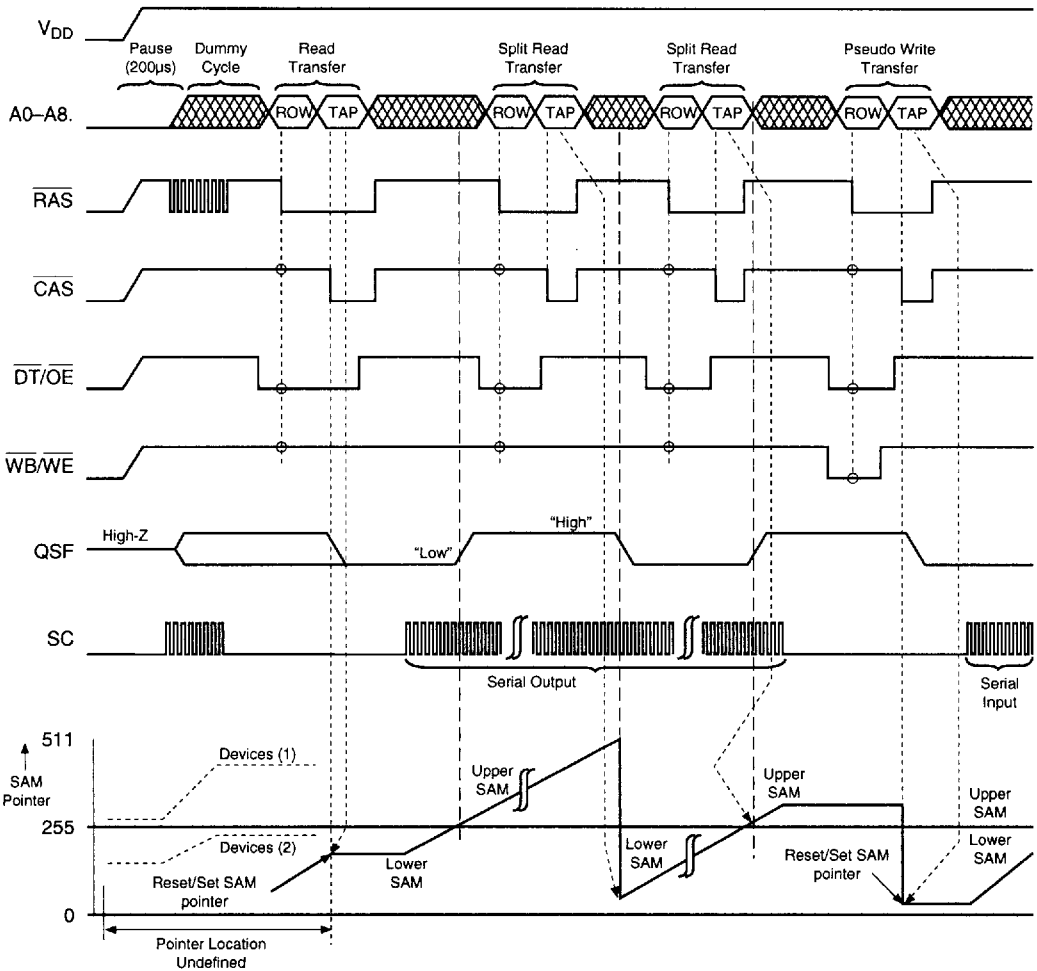 VDD
Pause
(200µs)
Dummy
Cycle
Read
Transfer
Split Read
Transfer
Split Read
Transfer
Pseudo Write
Transfer
A0–A8.
ROW
TAP
ROW
TAP
ROW
TAP
ROW
TAP
RAS
CAS
DT/OE
WB/WE
QSF
High-Z
"Low"
"High"
SC
Serial Output
Serial
Input
511
SAM
Pointer
255
0
Devices (1)
Devices (2)
Reset/Set SAM
pointer
Lower
SAM
Upper
SAM
Lower
SAM
Upper
SAM
Reset/Set SAM
pointer
Upper
SAM
Lower
SAM
Pointer Location
Undefined